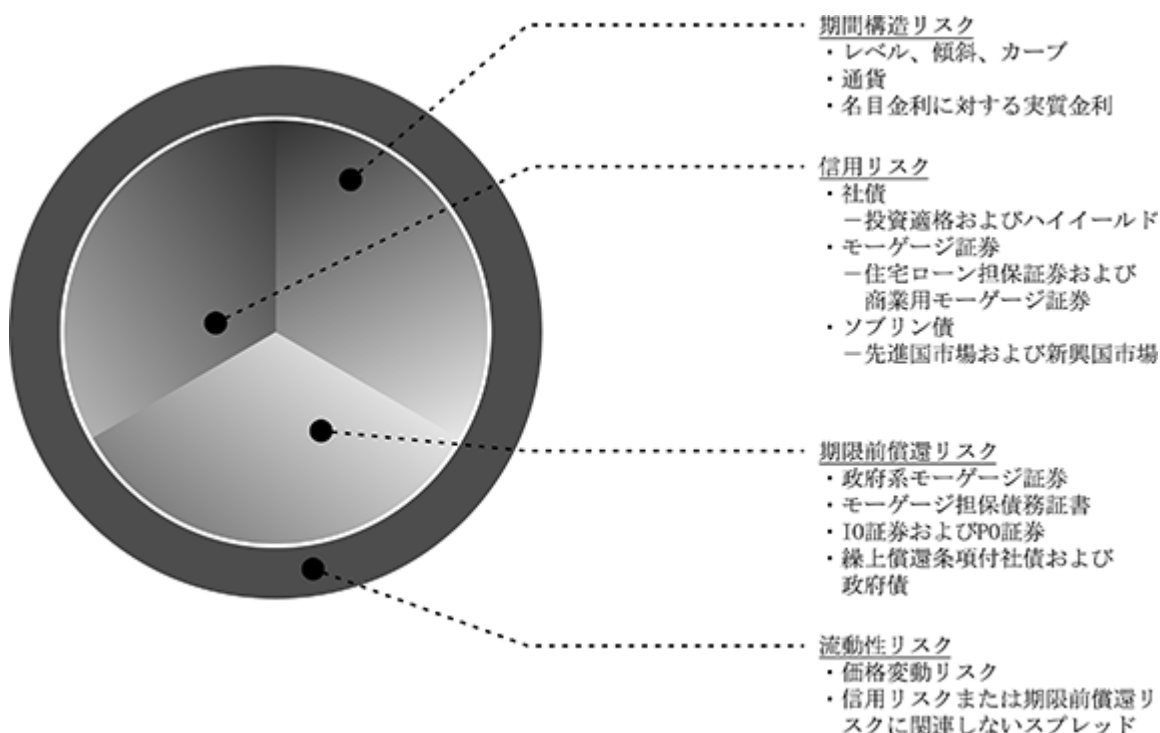 期間構造リスク
・レベル、傾斜、カーブ
・通貨
・名目金利に対する実質金利
信用リスク
・社債
－投資適格およびハイイールド
・モーゲージ証券
－住宅ローン担保証券および
商業用モーゲージ証券
・ソブリン債
－先進国市場および新興国市場
期限前償還リスク
・政府系モーゲージ証券
・モーゲージ担保債務証書
・IO証券およびPO証券
・繰上償還条項付社債および
政府債
流動性リスク
・価格変動リスク
・信用リスクまたは期限前償還リ
スクに関連しないスプレッド